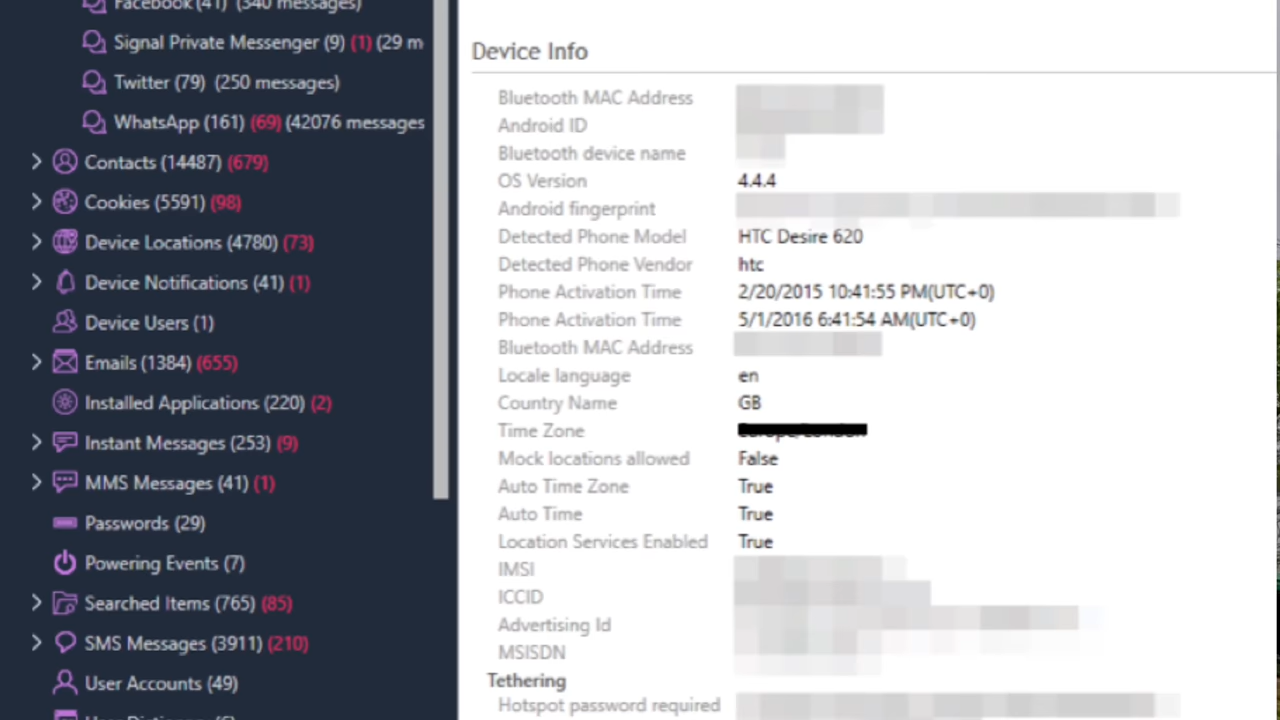 Facebook (41) (340 messages)
Signal Private Messenger (9) (1) (29 m
Twitter (79) (250 messages)
WhatsApp (161) (69) (42076 messages
Contacts (14487) (679)
Cookies (5591) (98)
Device Locations (4780) (73)
Device Notifications (41) (1)
Device Users (1)
Emails (1384) (655)
Installed Applications (220) (2)
Instant Messages (253) (9)
MMS Messages (41) (1)
Passwords (29)
Powering Events (7)
Searched Items (765) (85)
SMS Messages (3911) (210)
User Accounts (49)
Device Info
Bluetooth MAC Address
Android ID
Bluetooth device name
OS Version 4.4.4
Android fingerprint
Detected Phone Model HTC Desire 620
Detected Phone Vendor htc
Phone Activation Time 2/20/2015 10:41:55 PM(UTC+0)
Phone Activation Time 5/1/2016 6:41:54 AM(UTC+0)
Bluetooth MAC Address
Locale language en
Country Name GB
Time Zone
Mock locations allowed False
Auto Time Zone True
Auto Time True
Location Services Enabled True
IMSI
ICCID
Advertising Id
MSISDN
Tethering
Hotspot password required